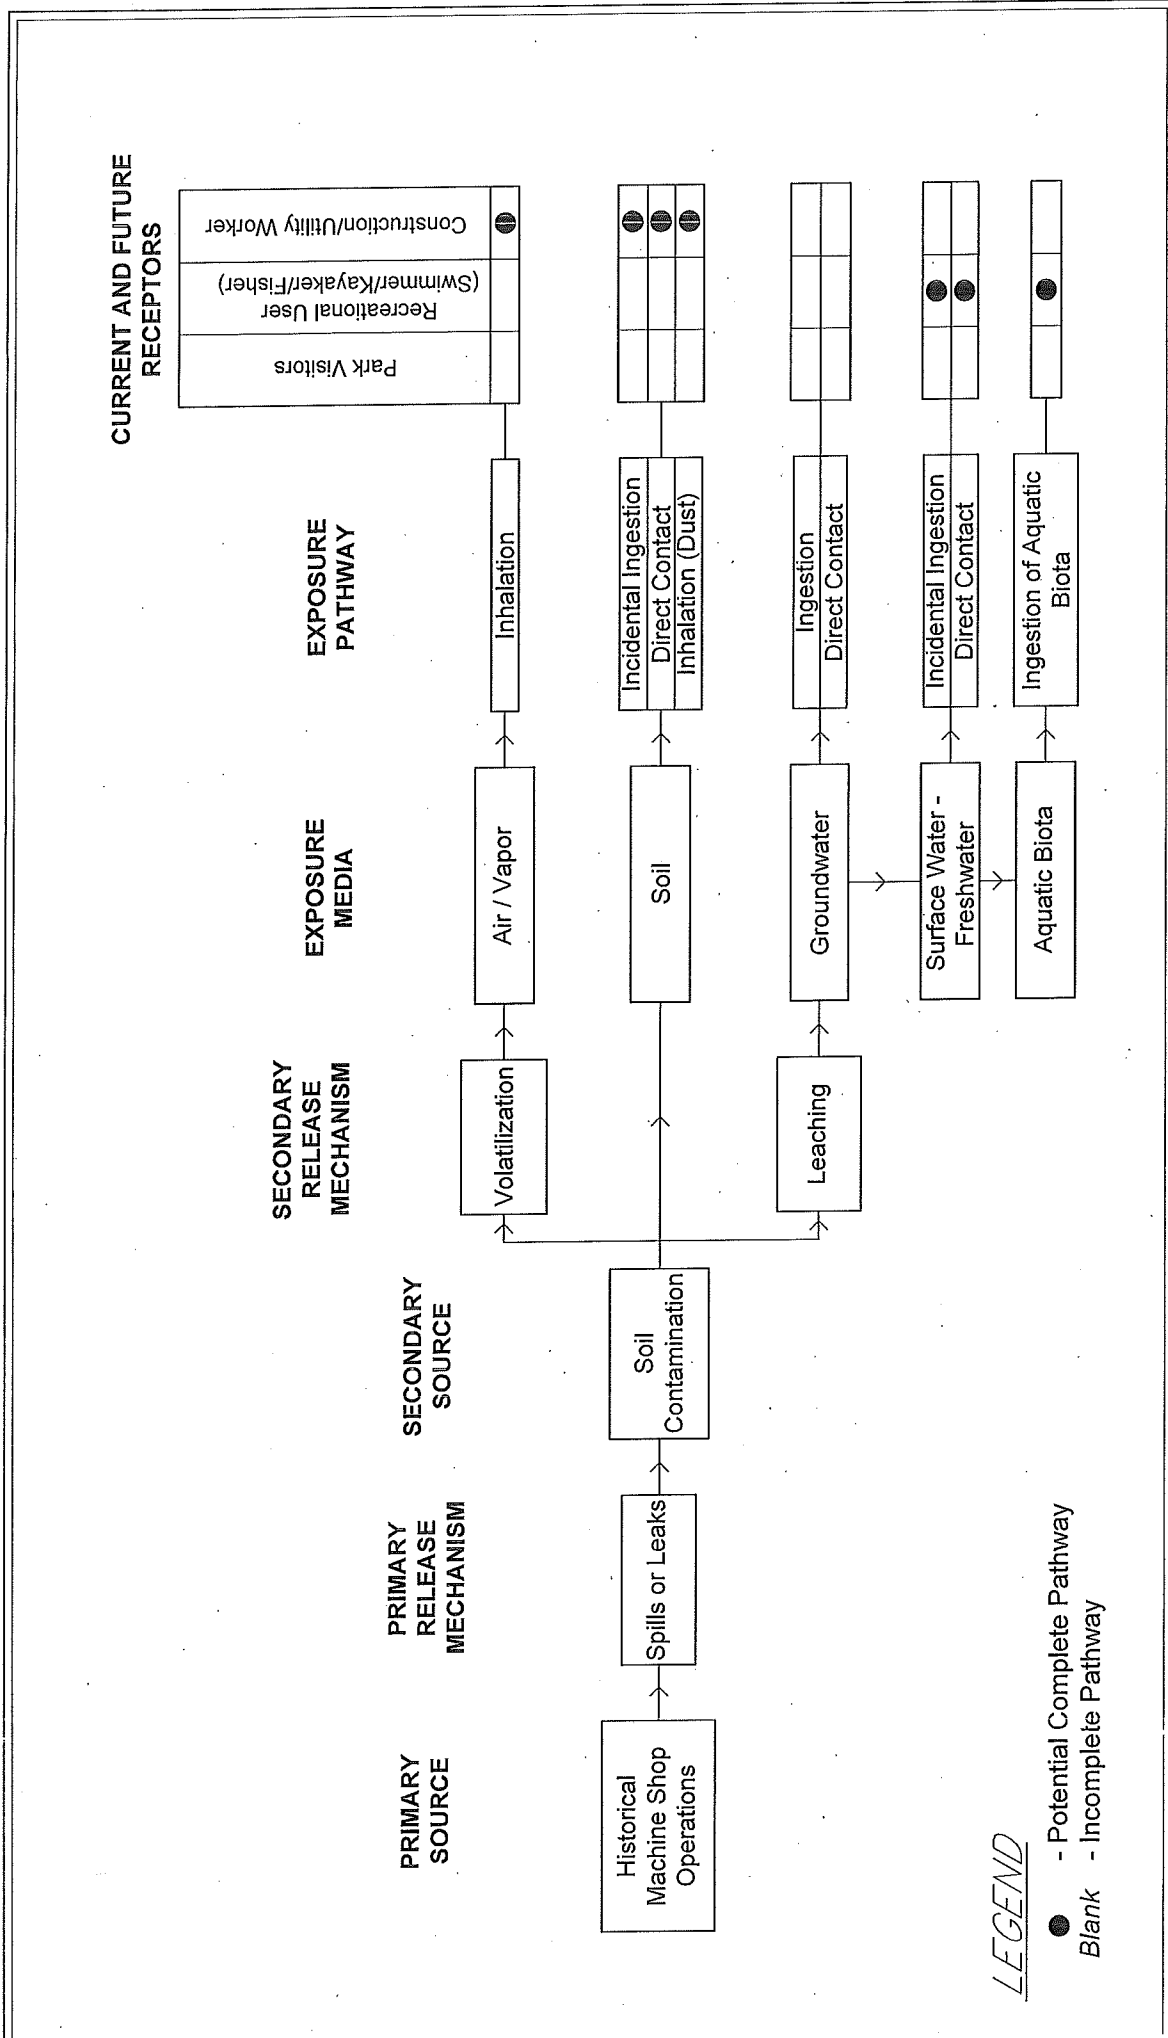 CURRENT AND FUTURE
RECEPTORS
PRIMARY
SOURCE
PRIMARY
RELEASE
MECHANISM
SECONDARY
SOURCE
SECONDARY
RELEASE
MECHANISM
EXPOSURE
MEDIA
EXPOSURE
PATHWAY
Park Visitors
Recreational User
(Swimmer/Kayaker/Fisher)
Construction/Utility Worker
Historical
Machine Shop
Operations
Spills or Leaks
Soil
Contamination
Volatilization
Leaching
Air / Vapor
Soil
Groundwater
Surface Water -
Freshwater
Aquatic Biota
Inhalation
Incidental Ingestion
Direct Contact
Inhalation (Dust)
Ingestion
Direct Contact
Incidental Ingestion
Direct Contact
Ingestion of Aquatic
Biota
LEGEND
● - Potential Complete Pathway
Blank - Incomplete Pathway